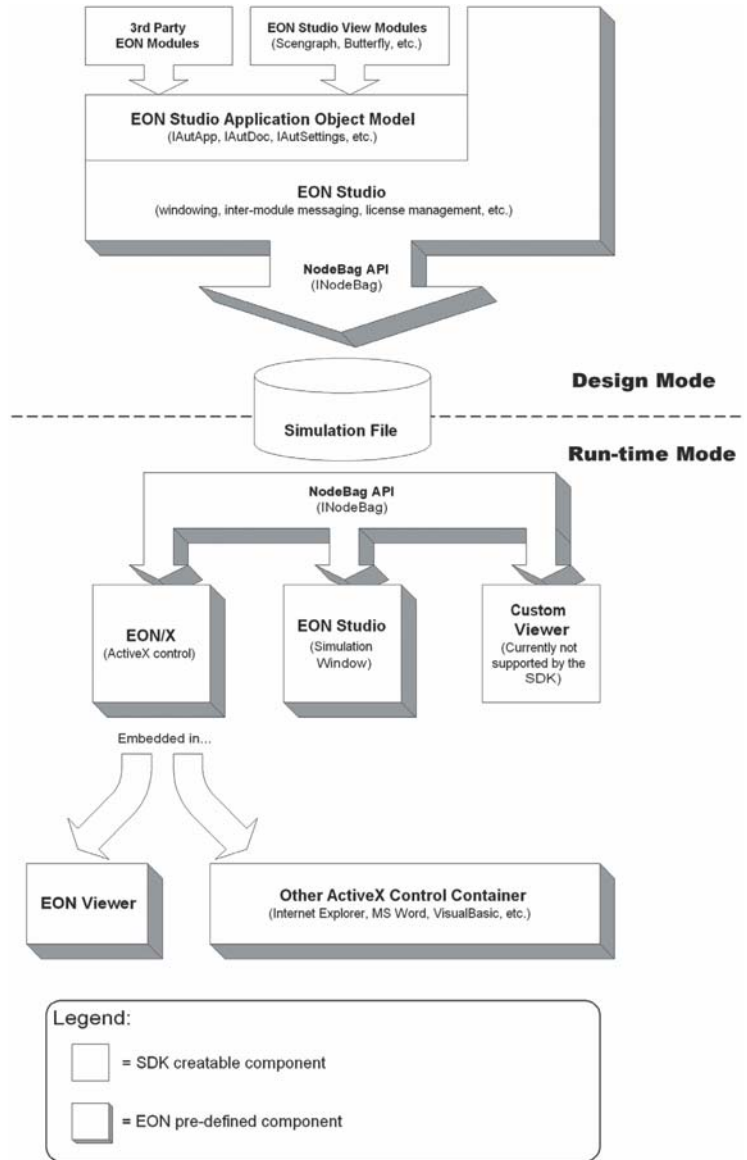 3rd Party
EON Modules
EON Studio View Modules
(Scengraph, Butterfly, etc.)
EON Studio Application Object Model
(IAutApp, IAutDoc, IAutSettings, etc.)
EON Studio
(windowing, inter-module messaging, license management, etc.)
NodeBag API
(INodeBag)
Design Mode
Simulation File
Run-time Mode
NodeBag API
(INodeBag)
EON/X
(ActiveX control)
EON Studio
(Simulation
Window)
Custom
Viewer
(Currently not
supported by the
SDK)
Embedded in...
EON Viewer
Other ActiveX Control Container
(Internet Explorer, MS Word, VisualBasic, etc.)
Legend:
= SDK creatable component
= EON pre-defined component